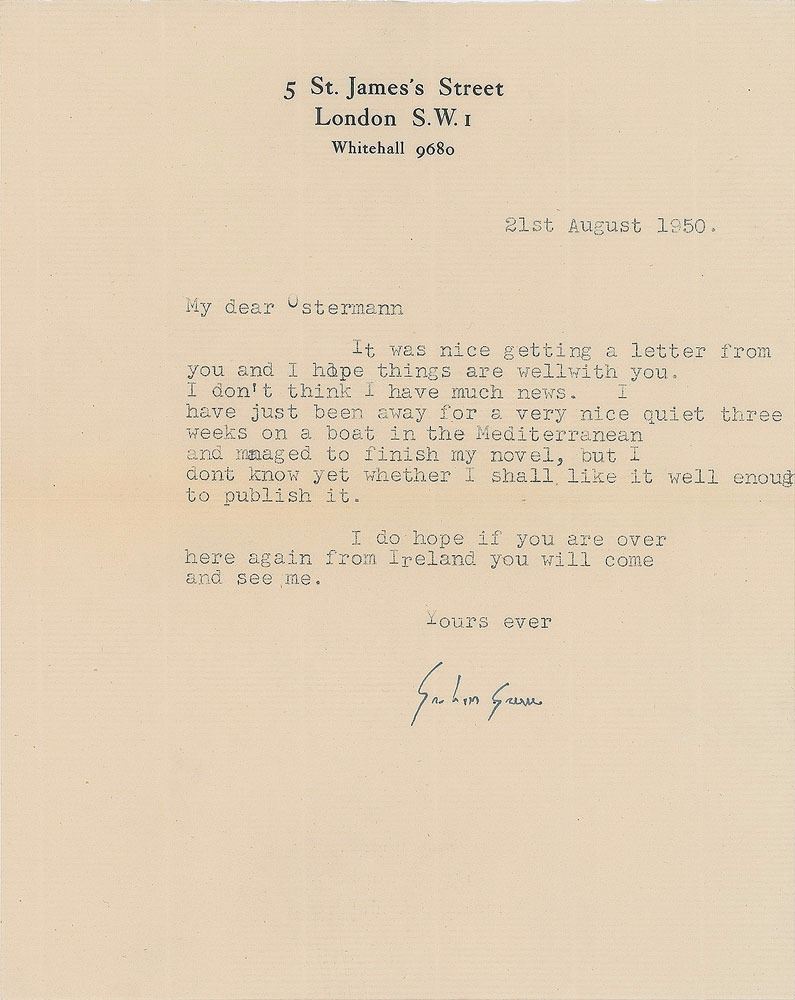 5 St. James's Street
London S.W.1
Whitehall 9680
21st August 1950.
My dear Ostermann
It was nice getting a letter from
you and I hope things are wellwith you.
I don't think I have much news. I
have just been away for a very nice quiet three
weeks on a boat in the Mediterranean
and mnaged to finish my novel, but I
dont know yet whether I shall like it well enough
to publish it.
I do hope if you are over
here again from Ireland you will come
and see me.
Yours ever
Graham Greene